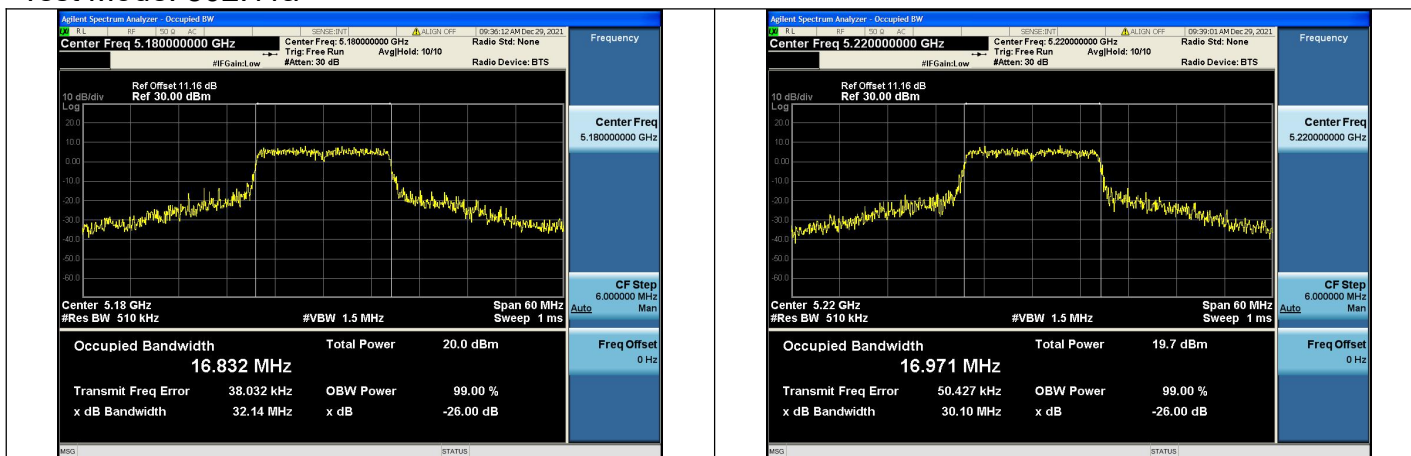 Agilent Spectrum Analyzer - Occupied BW
RL RF 50 Ω AC SENSE:INT ALIGN OFF 09:36:12 AM Dec 29, 2021
Center Freq 5.180000000 GHz
Center Freq: 5.180000000 GHz
Radio Std: None
Trig: Free Run Avg|Hold: 10/10
#IFGain:Low #Atten: 30 dB Radio Device: BTS
Ref Offset 11.16 dB
10 dB/div Ref 30.00 dBm
Log
20.0
10.0
0.00
-10.0
-20.0
-30.0
-40.0
-50.0
-60.0
Center 5.18 GHz Span 60 MHz
#Res BW 510 kHz #VBW 1.5 MHz Sweep 1 ms
Occupied Bandwidth Total Power 20.0 dBm
16.832 MHz
Transmit Freq Error 38.032 kHz OBW Power 99.00 %
x dB Bandwidth 32.14 MHz x dB -26.00 dB
MSG STATUS
Frequency
Center Freq
5.180000000 GHz
CF Step
6.000000 MHz
Auto Man
Freq Offset
0 Hz
Agilent Spectrum Analyzer - Occupied BW
RL RF 50 Ω AC SENSE:INT ALIGN OFF 09:39:01 AM Dec 29, 2021
Center Freq 5.220000000 GHz
Center Freq: 5.220000000 GHz
Radio Std: None
Trig: Free Run Avg|Hold: 10/10
#IFGain:Low #Atten: 30 dB Radio Device: BTS
Ref Offset 11.16 dB
10 dB/div Ref 30.00 dBm
Log
20.0
10.0
0.00
-10.0
-20.0
-30.0
-40.0
-50.0
-60.0
Center 5.22 GHz Span 60 MHz
#Res BW 510 kHz #VBW 1.5 MHz Sweep 1 ms
Occupied Bandwidth Total Power 19.7 dBm
16.971 MHz
Transmit Freq Error 50.427 kHz OBW Power 99.00 %
x dB Bandwidth 30.10 MHz x dB -26.00 dB
MSG STATUS
Frequency
Center Freq
5.220000000 GHz
CF Step
6.000000 MHz
Auto Man
Freq Offset
0 Hz